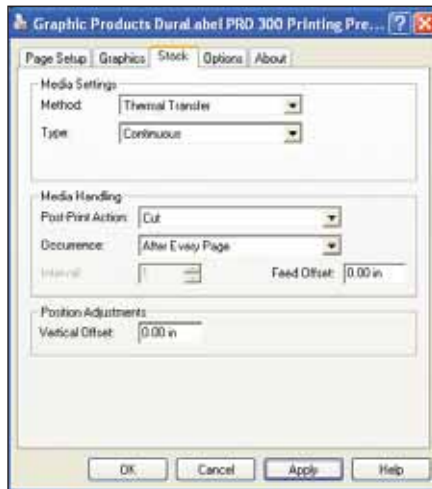 Graphic Products DuraLabel PRO 300 Printing Pre...
Page Setup Graphics Stock Options About
Media Settings
Method: Thermal Transfer
Type: Continuous
Media Handling
Post-Print Action: Cut
Occurrence: After Every Page
Interval: 1 Feed Offset: 0.00 in
Position Adjustments
Vertical Offset: 0.00 in
OK Cancel Apply Help